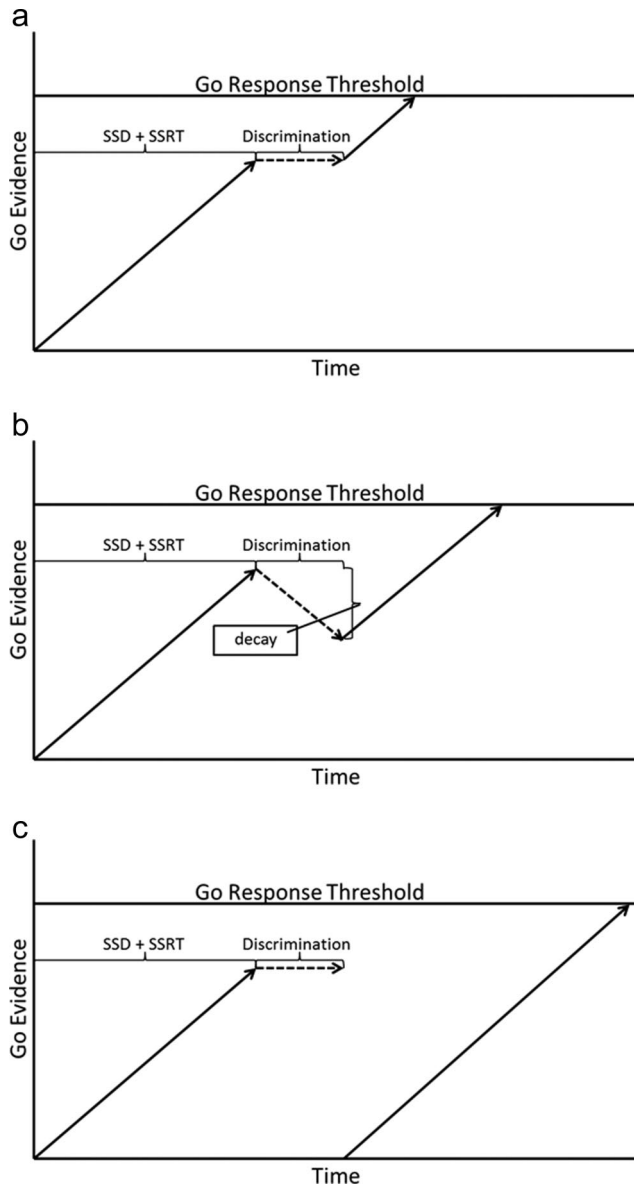 a
Go Response Threshold
SSD + SSRT Discrimination
Go Evidence
Time
b
Go Response Threshold
SSD + SSRT Discrimination
Go Evidence
decay
Time
c
Go Response Threshold
SSD + SSRT Discrimination
Go Evidence
Time